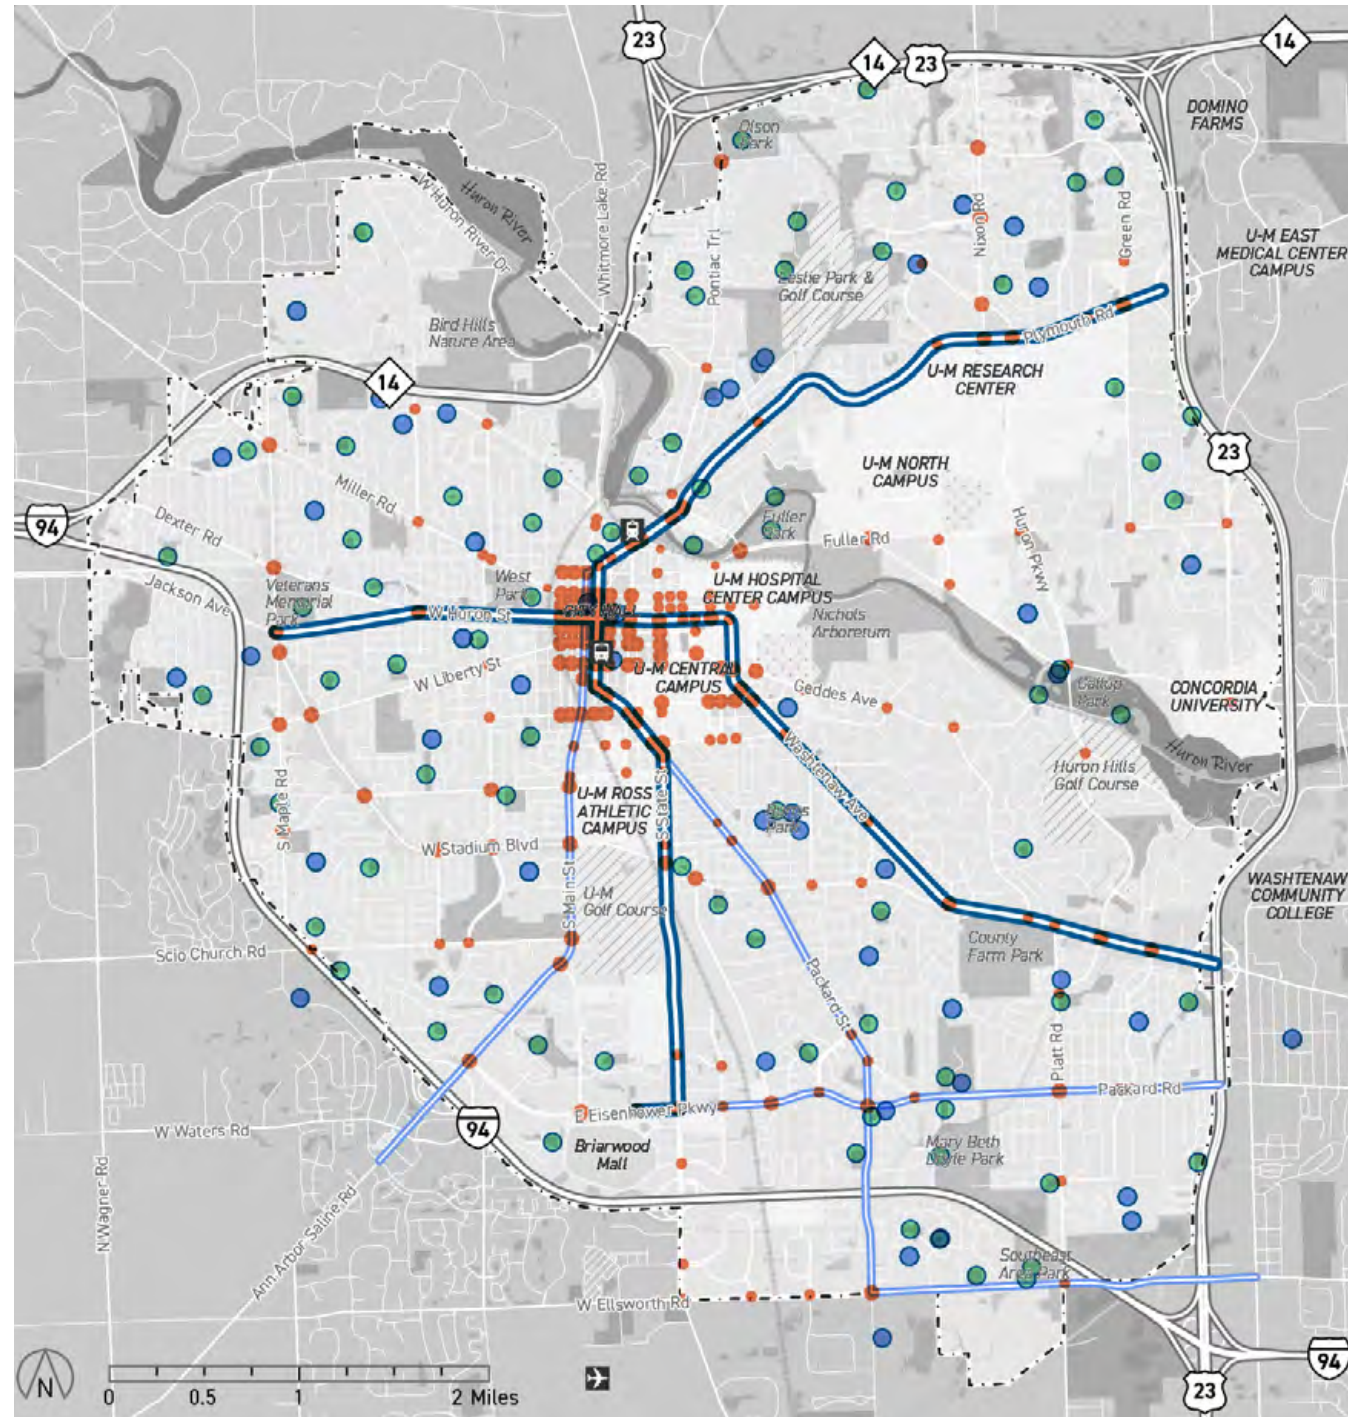 23
14
23
14
DOMINO
FARMS
Olson
Park
Huron River
W Huron River Dr
Whitmore Lake Rd
Pontiac Trl
Nixon Rd
Green Rd
U-M EAST
MEDICAL CENTER
CAMPUS
Leslie Park &
Golf Course
Bird Hills
Nature Area
Plymouth Rd
14
U-M RESEARCH
CENTER
23
U-M NORTH
CAMPUS
Miller Rd
94
Dexter Rd
Fuller
Park
Fuller Rd
Huron Pkwy
Jackson Ave
Veterans
Memorial
Park
West
Park
U-M HOSPITAL
CENTER CAMPUS
Nichols
Arboretum
W Huron St
CITY HALL
W Liberty St
U-M CENTRAL
CAMPUS
Geddes Ave
Gallup
Park
CONCORDIA
UNIVERSITY
Washtenaw Ave
Huron River
Huron Hills
Golf Course
S Maple Rd
U-M ROSS
ATHLETIC
CAMPUS
S State St
W Stadium Blvd
S Main St
U-M
Golf Course
WASHTENAW
COMMUNITY
COLLEGE
Scio Church Rd
County
Farm Park
Packard St
Platt Rd
Packard Rd
E Eisenhower Pkwy
94
W Waters Rd
Briarwood
Mall
Mary Beth
Doyle Park
N Wagner Rd
Ann Arbor Saline Rd
Southeast
Area Park
W Ellsworth Rd
N
0 0.5 1 2 Miles
94
23